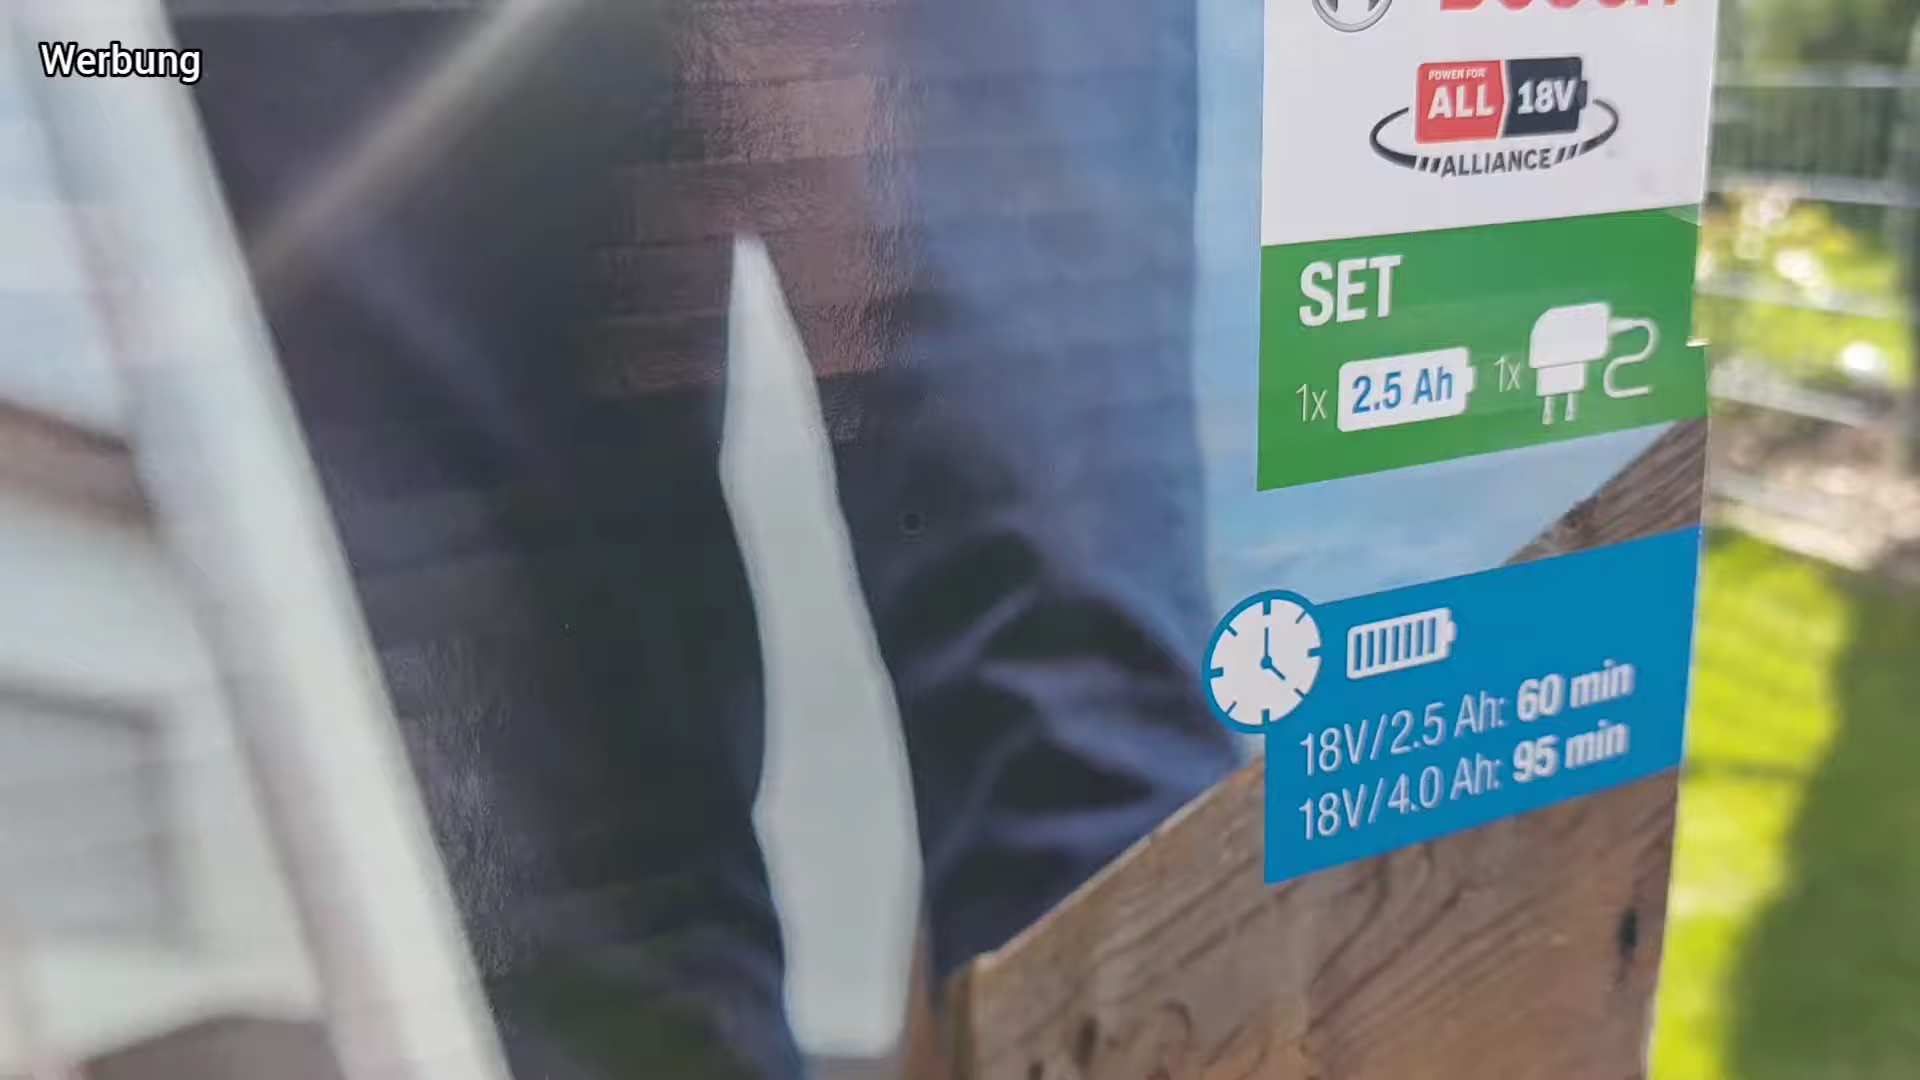 Werbung
BOSCH
POWER FOR
ALL 18V
ALLIANCE
SET
1x 2.5 Ah 1x
18V/2.5 Ah: 60 min
18V/4.0 Ah: 95 min